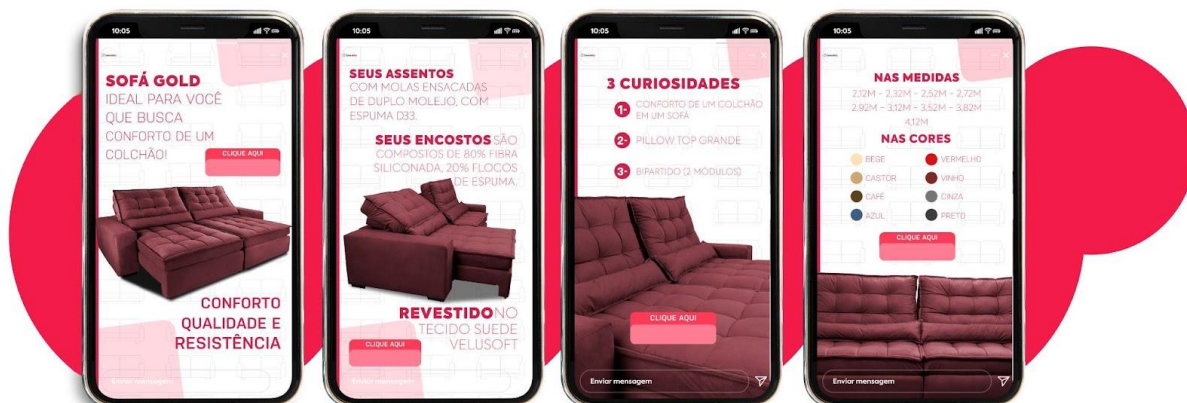 10:05
SOFÁ GOLD
IDEAL PARA VOCÊ
QUE BUSCA
CONFORTO DE UM
COLCHÃO!
CLIQUE AQUI
CONFORTO
QUALIDADE E
RESISTÊNCIA
Enviar mensagem
10:05
SEUS ASSENTOS
COM MOLAS ENSACADAS
DE DUPLO MOLEJO, COM
ESPUMA D33.
SEUS ENCOSTOS SÃO
COMPOSTOS DE 80% FIBRA
SILICONADA, 20% FLOCOS
DE ESPUMA.
REVESTIDO NO
TECIDO SUEDE
VELUSOFT
CLIQUE AQUI
Enviar mensagem
10:05
3 CURIOSIDADES
1- CONFORTO DE UM COLCHÃO
EM UM SOFÁ
2- PILLOW TOP GRANDE
3- BIPARTIDO (2 MÓDULOS)
CLIQUE AQUI
Enviar mensagem
10:05
NAS MEDIDAS
2,12M - 2,32M - 2,52M - 2,72M
2,92M - 3,12M - 3,52M - 3,82M
4,12M
NAS CORES
BEGE VERMELHO
CASTOR VINHO
CAFÉ CINZA
AZUL PRETO
CLIQUE AQUI
Enviar mensagem